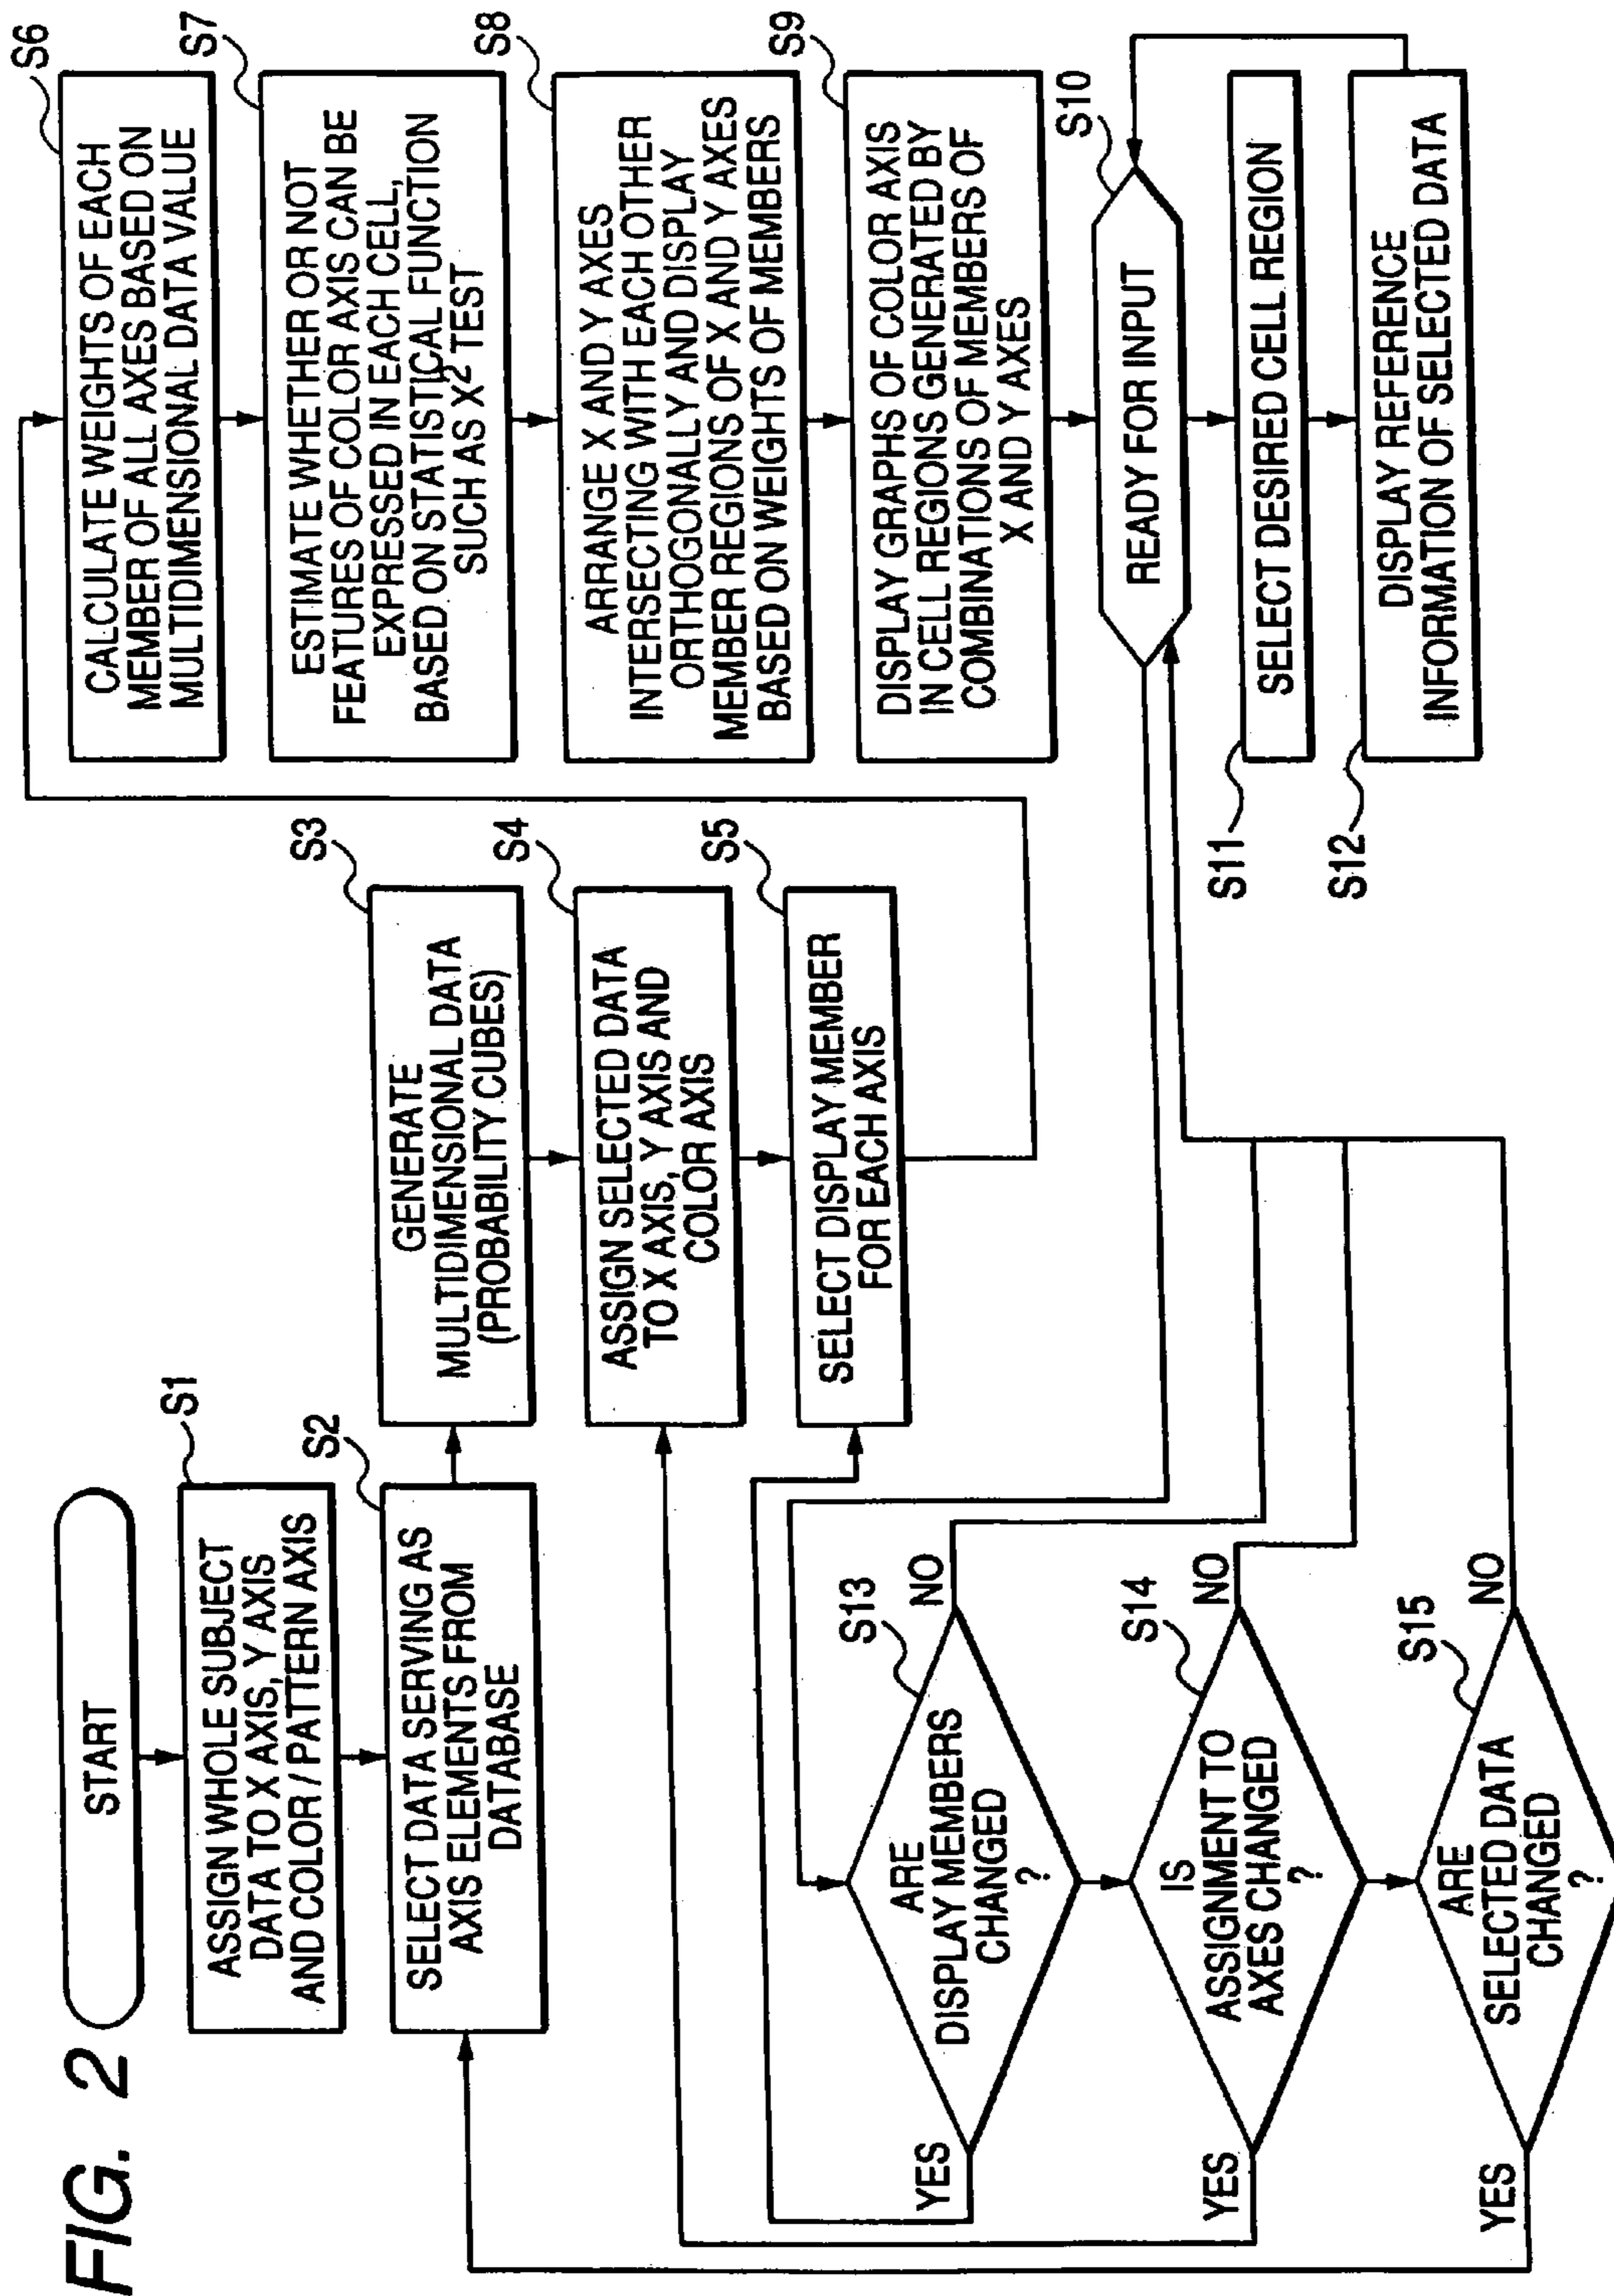 FIG. 2
START
S1
ASSIGN WHOLE SUBJECT
DATA TO X AXIS, Y AXIS
AND COLOR / PATTERN AXIS
S2
SELECT DATA SERVING AS
AXIS ELEMENTS FROM
DATABASE
S3
GENERATE
MULTIDIMENSIONAL DATA
(PROBABILITY CUBES)
S4
ASSIGN SELECTED DATA
TO X AXIS, Y AXIS AND
COLOR AXIS
S5
SELECT DISPLAY MEMBER
FOR EACH AXIS
S6
CALCULATE WEIGHTS OF EACH
MEMBER OF ALL AXES BASED ON
MULTIDIMENSIONAL DATA VALUE
S7
ESTIMATE WHETHER OR NOT
FEATURES OF COLOR AXIS CAN BE
EXPRESSED IN EACH CELL,
BASED ON STATISTICAL FUNCTION
SUCH AS X² TEST
S8
ARRANGE X AND Y AXES
INTERSECTING WITH EACH OTHER
ORTHOGONALLY AND DISPLAY
MEMBER REGIONS OF X AND Y AXES
BASED ON WEIGHTS OF MEMBERS
S9
DISPLAY GRAPHS OF COLOR AXIS
IN CELL REGIONS GENERATED BY
COMBINATIONS OF MEMBERS OF
X AND Y AXES
S10
READY FOR INPUT
S11
SELECT DESIRED CELL REGION
S12
DISPLAY REFERENCE
INFORMATION OF SELECTED DATA
S13
ARE
DISPLAY MEMBERS
CHANGED
?
YES
NO
S14
IS
ASSIGNMENT TO
AXES CHANGED
?
YES
NO
S15
ARE
SELECTED DATA
CHANGED
?
YES
NO